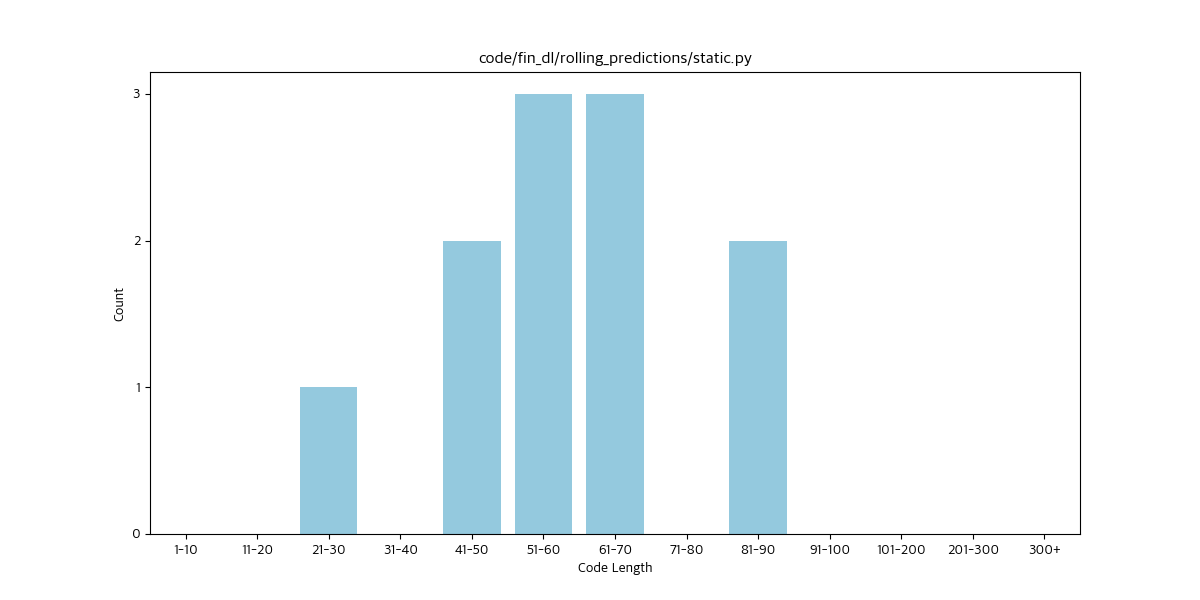 code/fin_dl/rolling_predictions/static.py
3
2
1
0
Count
1-10 11-20 21-30 31-40 41-50 51-60 61-70 71-80 81-90 91-100 101-200 201-300 300+
Code Length